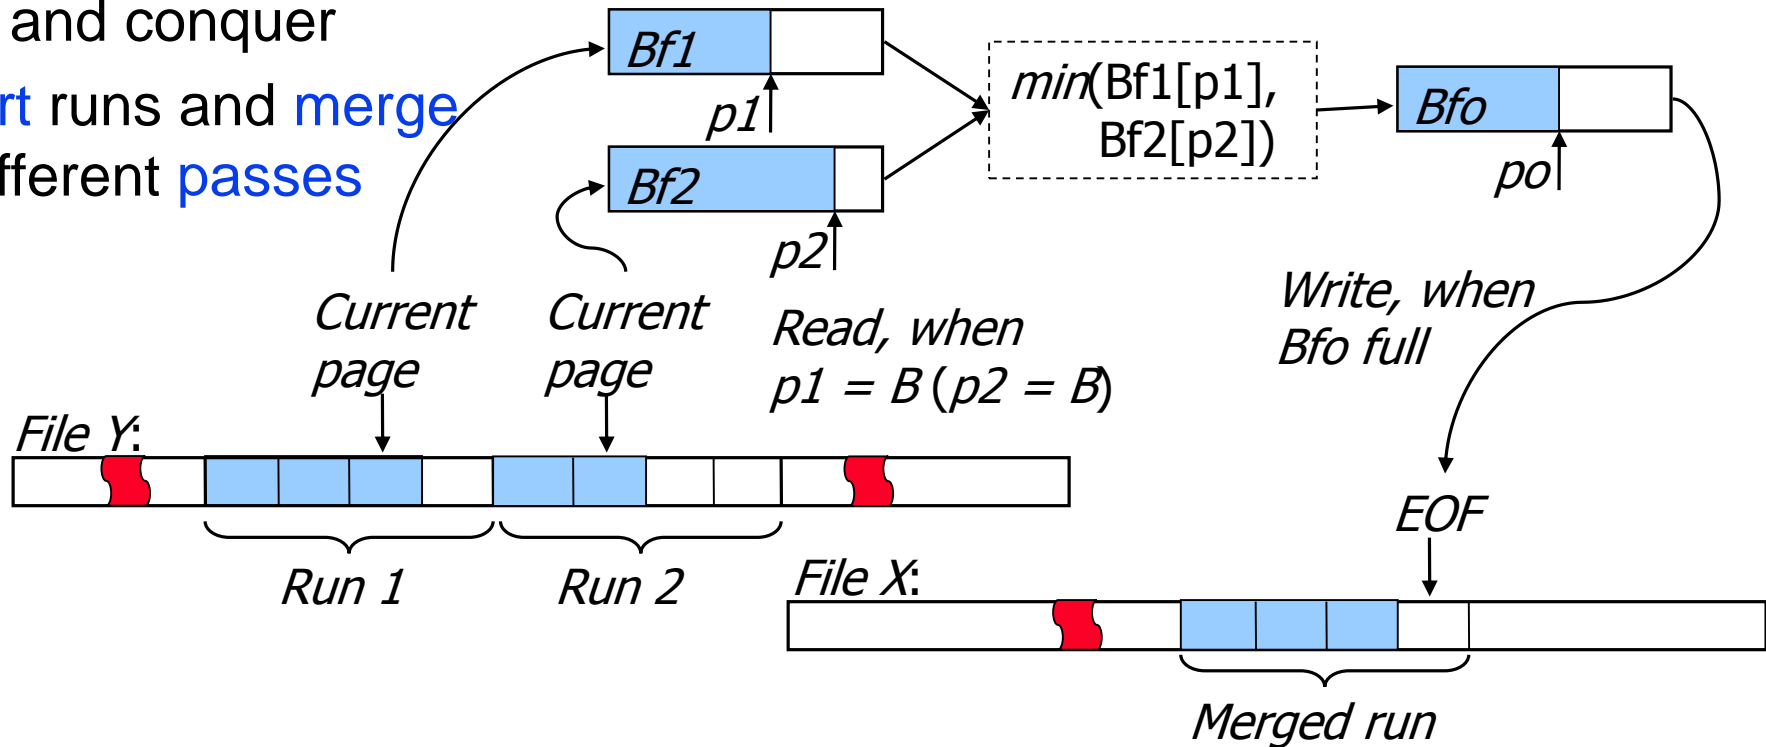 and conquer
rt runs and merge
fferent passes
Bf1
p1
Bf2
p2
min(Bf1[p1],
Bf2[p2])
Bfo
po
Current
page
Current
page
Read, when
p1 = B (p2 = B)
Write, when
Bfo full
File Y:
Run 1
Run 2
EOF
File X:
Merged run